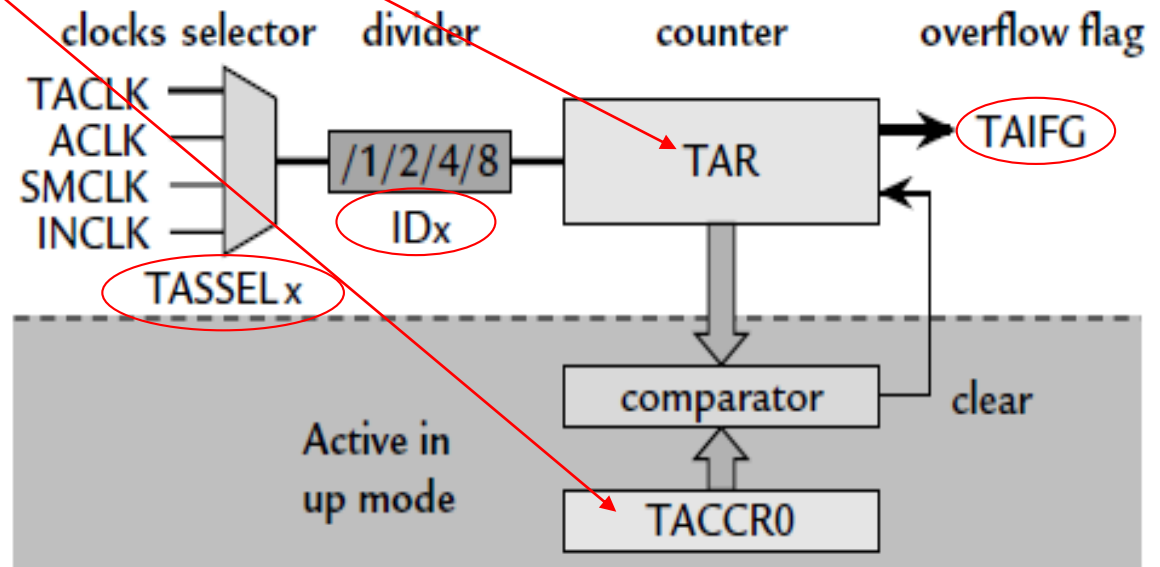 clocks selector divider counter overflow flag
TACLK
ACLK
SMCLK
INCLK
/1/2/4/8
TAR
TAIFG
IDx
TASSELx
comparator
clear
Active in
up mode
TACCR0